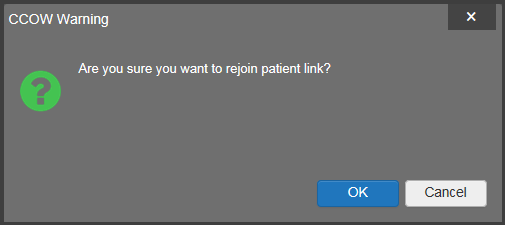 CCOW Warning
x
Are you sure you want to rejoin patient link?
?
OK
Cancel